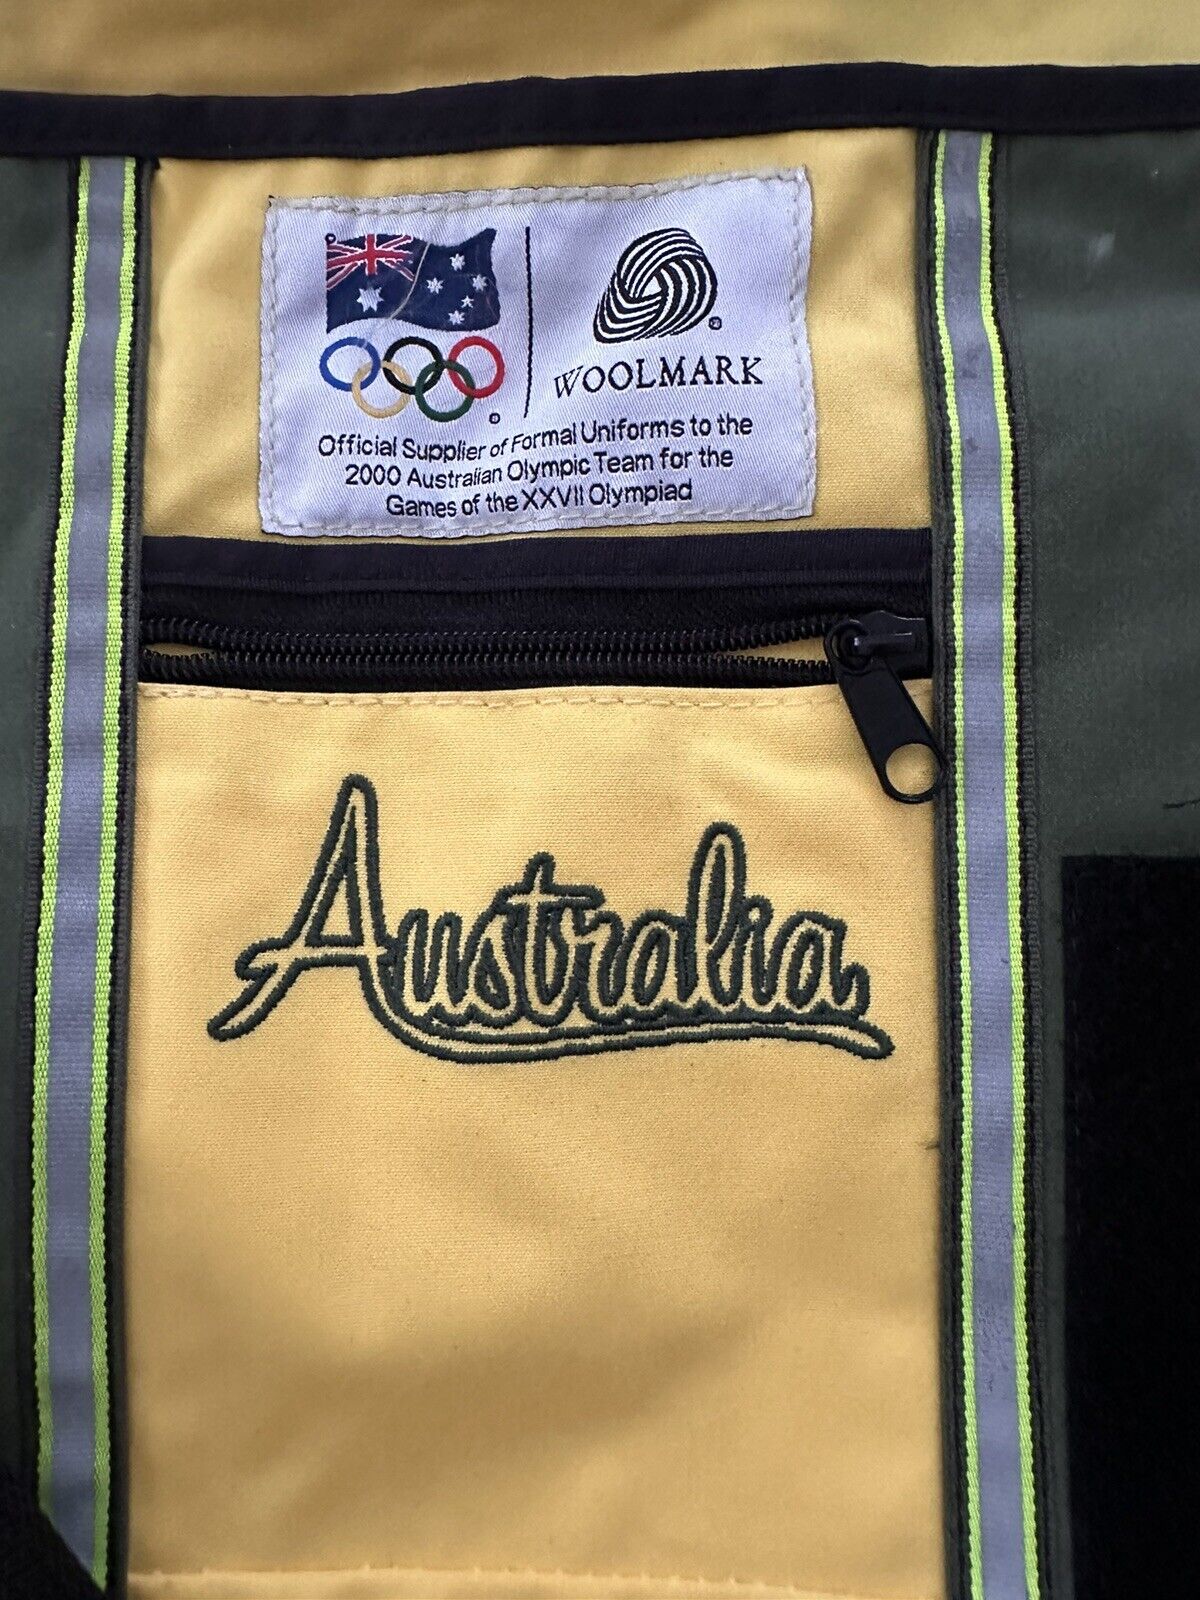 WOOLMARK
Official Supplier of Formal Uniforms to the
2000 Australian Olympic Team for the
Games of the XXVII Olympiad
Australia